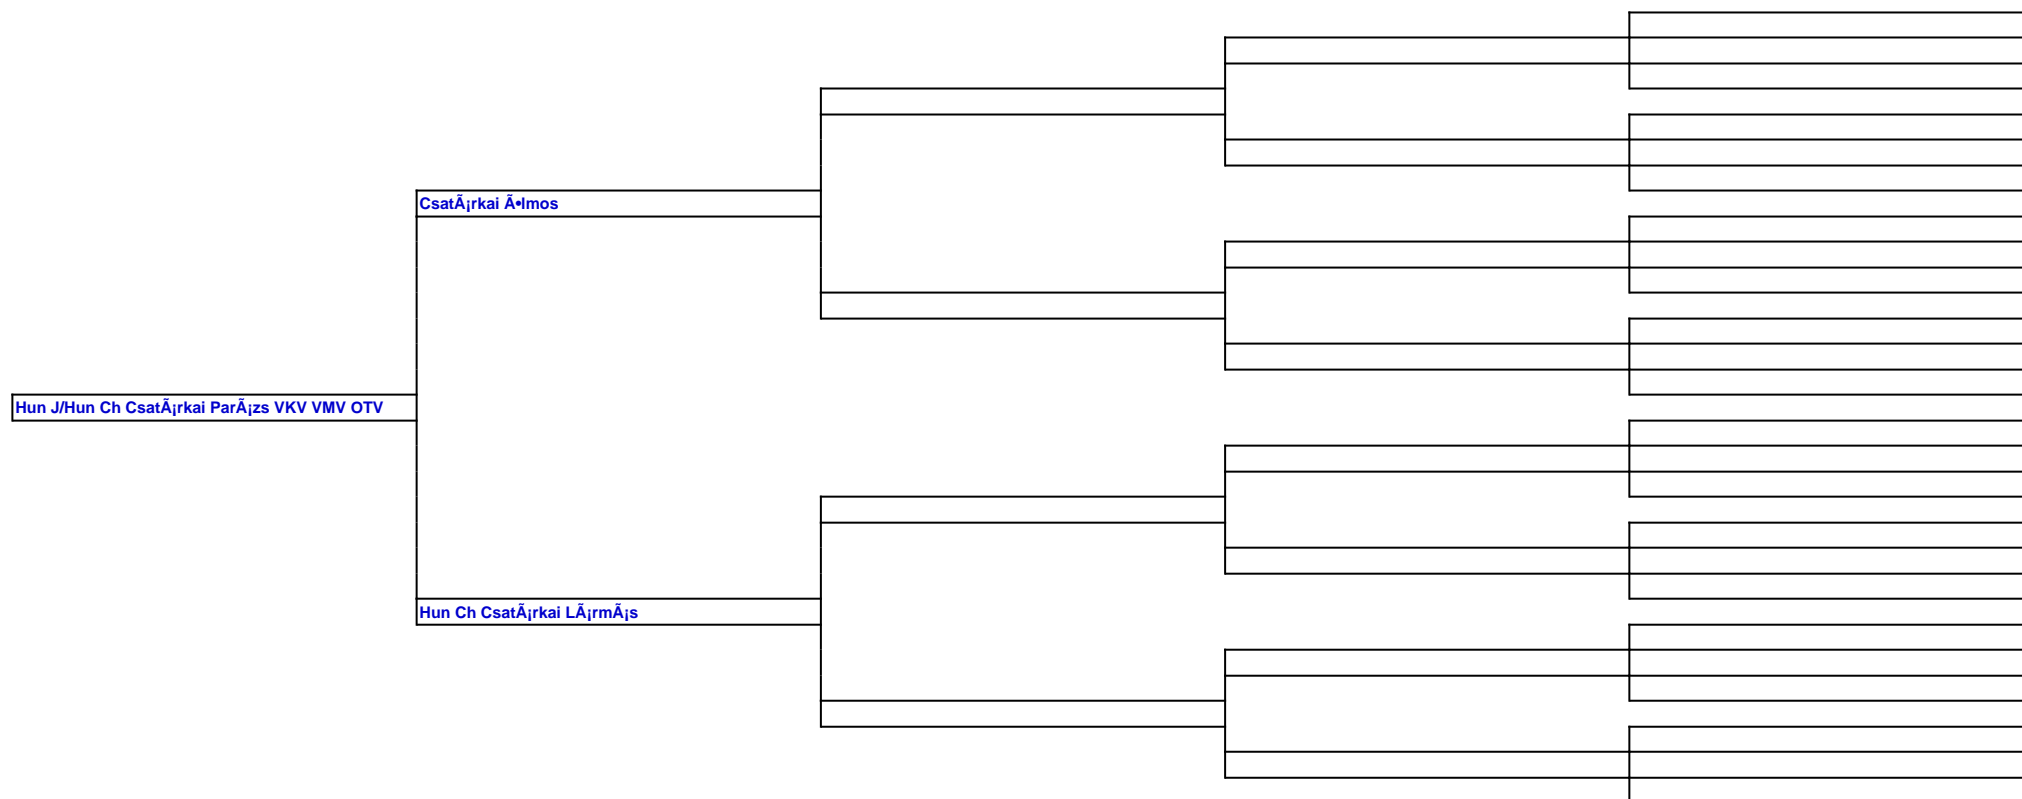 CsatÃ¡rkai Ã•lmos
Hun J/Hun Ch CsatÃ¡rkai ParÃ¡zs VKV VMV OTV
Hun Ch CsatÃ¡rkai LÃ¡rmÃ¡s